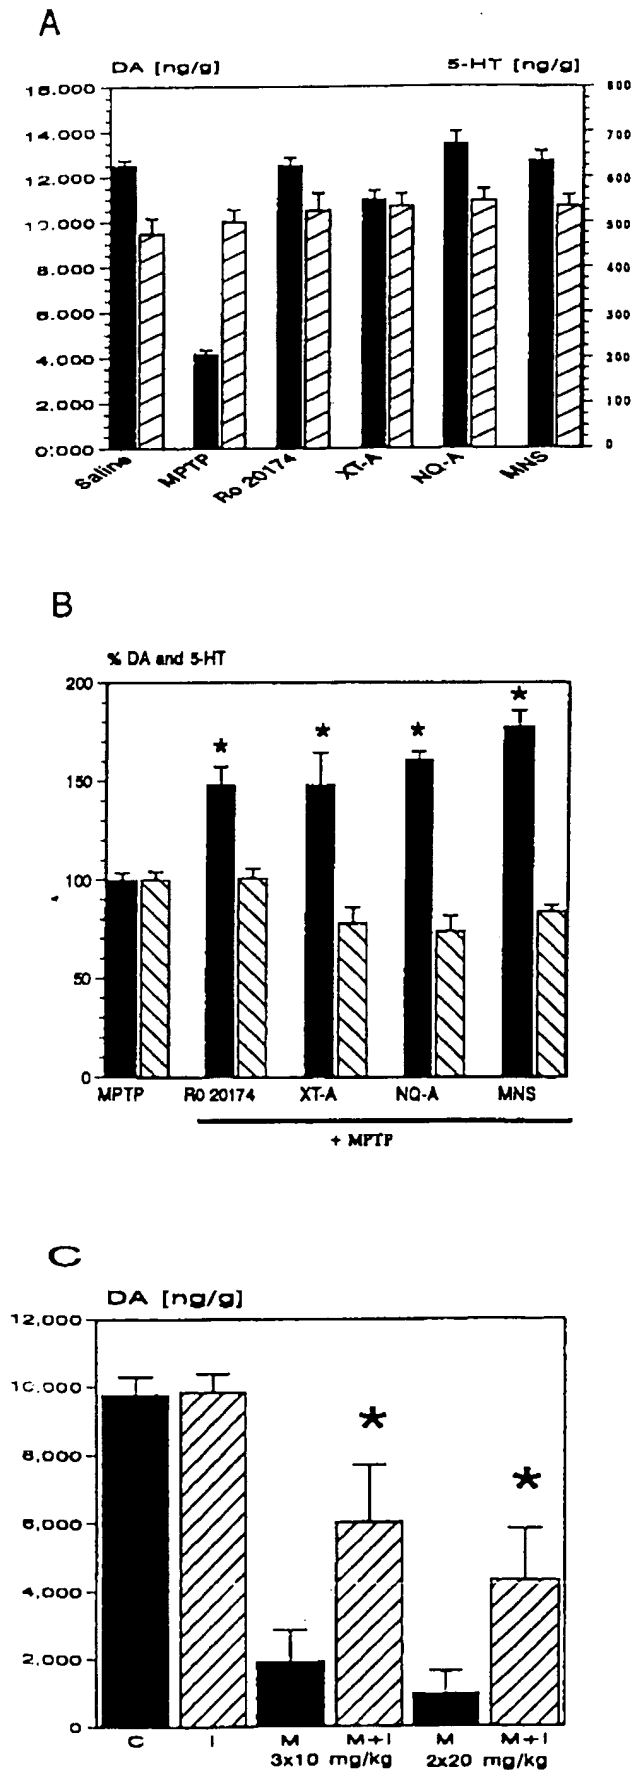 A
DA [ng/g] 5-HT [ng/g]
16.000 800
14.000 700
12.000 600
10.000 500
8.000 400
6.000 300
4.000 200
2.000 100
0.000 0
Saline MPTP Ro 20174 XT-A NQ-A MNS
B
% DA and 5-HT
200
150
100
50
0
MPTP R0 20174 XT-A NQ-A MNS
+ MPTP
C
DA [ng/g]
12,000
10,000
8,000
6,000
4,000
2,000
0
C I M M+I M M+I
3x10 mg/kg 2x20 mg/kg